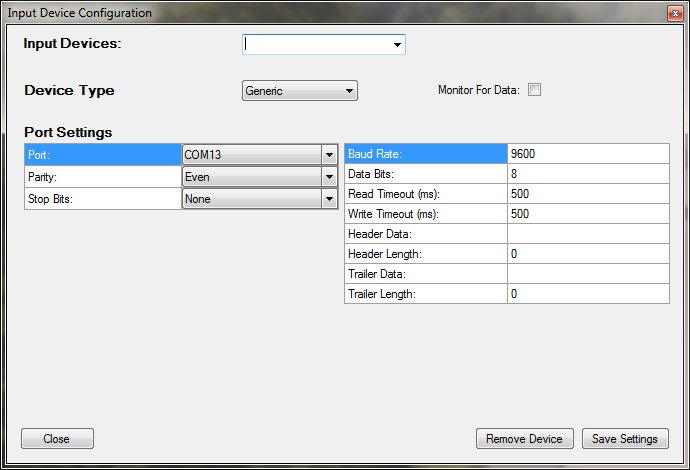 Input Device Configuration
Input Devices:
Device Type
Generic
Monitor For Data:
Port Settings
Port: COM13
Parity: Even
Stop Bits: None
Baud Rate: 9600
Data Bits: 8
Read Timeout (ms): 500
Write Timeout (ms): 500
Header Data:
Header Length: 0
Trailer Data:
Trailer Length: 0
Close
Remove Device
Save Settings